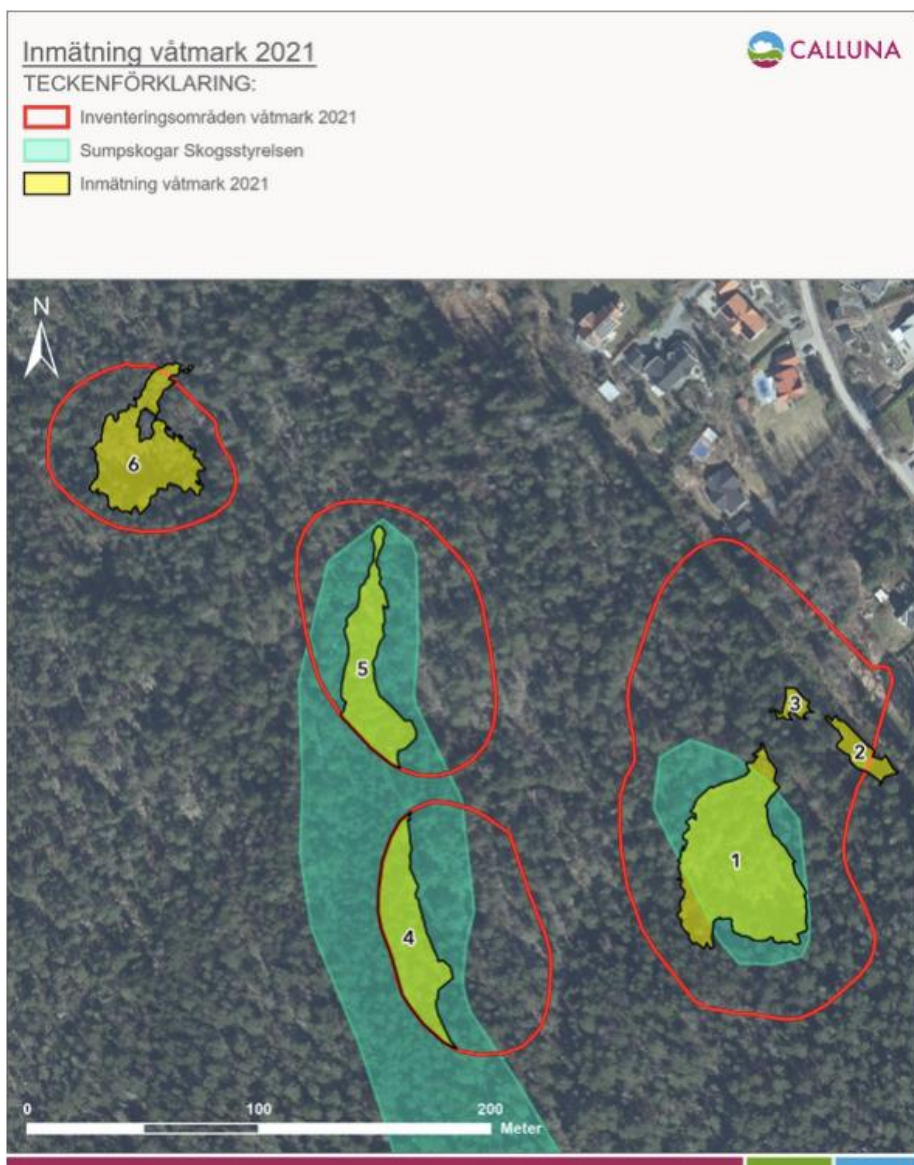 Inmätning våtmark 2021
CALLUNA
TECKENFÖRKLARING:
Inventeringsområden våtmark 2021
Sumpskogar Skogsstyrelsen
Inmätning våtmark 2021
N
6
5
3
2
1
4
0 100 200
Meter